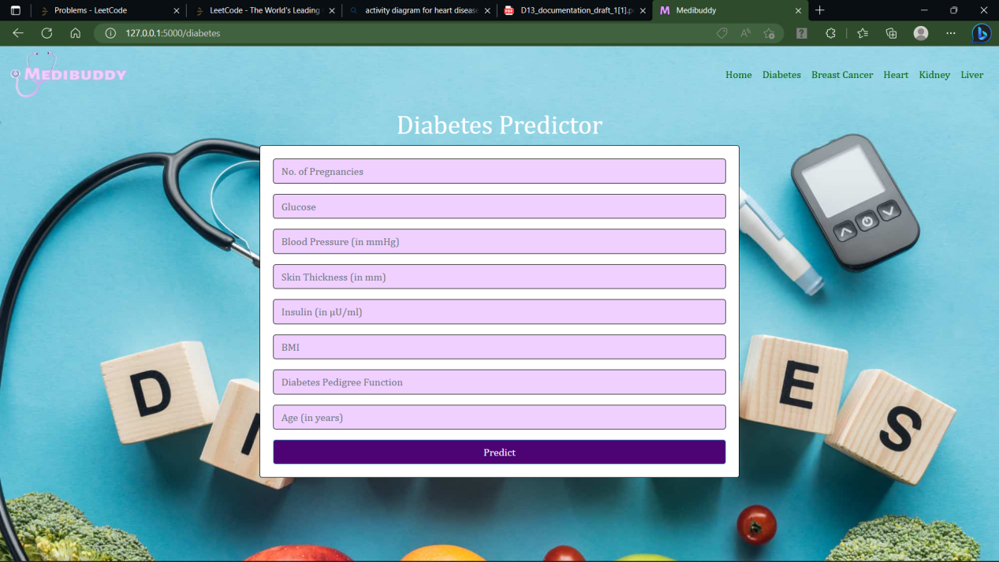 Problems - LeetCode
LeetCode - The World's Leading
activity diagram for heart disease
D13_documentation_draft_1[1].p
Medibuddy
127.0.0.1:5000/diabetes
MEDIBUDDY
Home Diabetes Breast Cancer Heart Kidney Liver
Diabetes Predictor
No. of Pregnancies
Glucose
Blood Pressure (in mmHg)
Skin Thickness (in mm)
Insulin (in μU/ml)
BMI
Diabetes Pedigree Function
Age (in years)
Predict
D
E
S